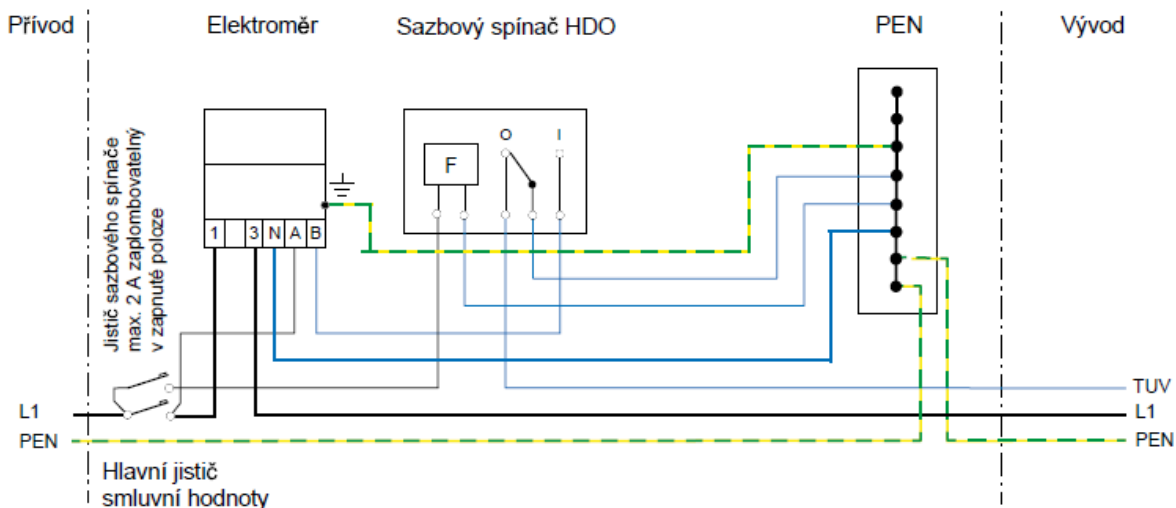 Přívod
Elektroměr
Sazbový spínač HDO
PEN
Vývod
Jistič sazbového spínače
max. 2 A zaplombovatelný
v zapnuté poloze
F
O
I
1
3
N
A
B
TUV
L1
L1
PEN
PEN
Hlavní jistič
smluvní hodnoty